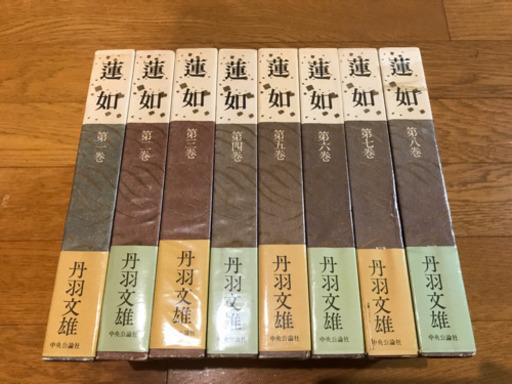 蓮如
第一巻
丹羽文雄
中央公論社
蓮如
第二巻
丹羽文雄
中央公論社
蓮如
第三巻
丹羽文雄
中央公論社
蓮如
第四巻
丹羽文雄
中央公論社
蓮如
第五巻
丹羽文雄
中央公論社
蓮如
第六巻
丹羽文雄
中央公論社
蓮如
第七巻
丹羽文雄
中央公論社
蓮如
第八巻
丹羽文雄
中央公論社